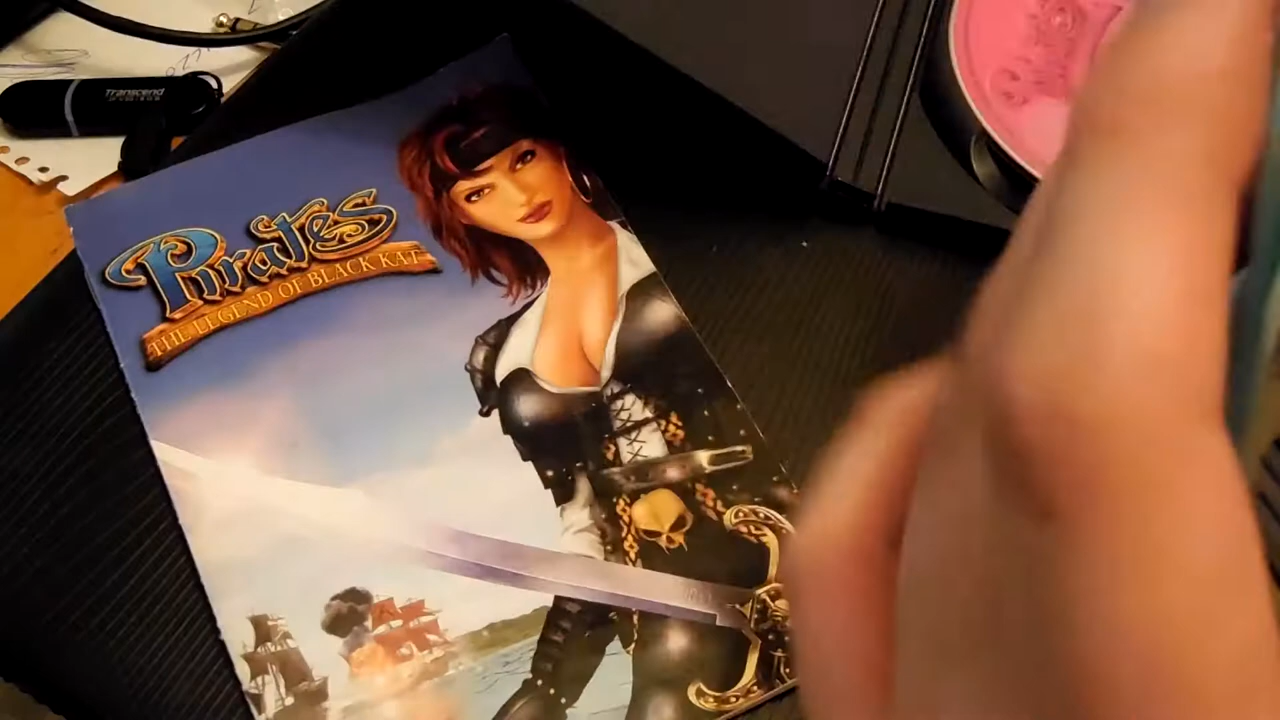 Transcend
Pirates
THE LEGEND OF BLACK KAT